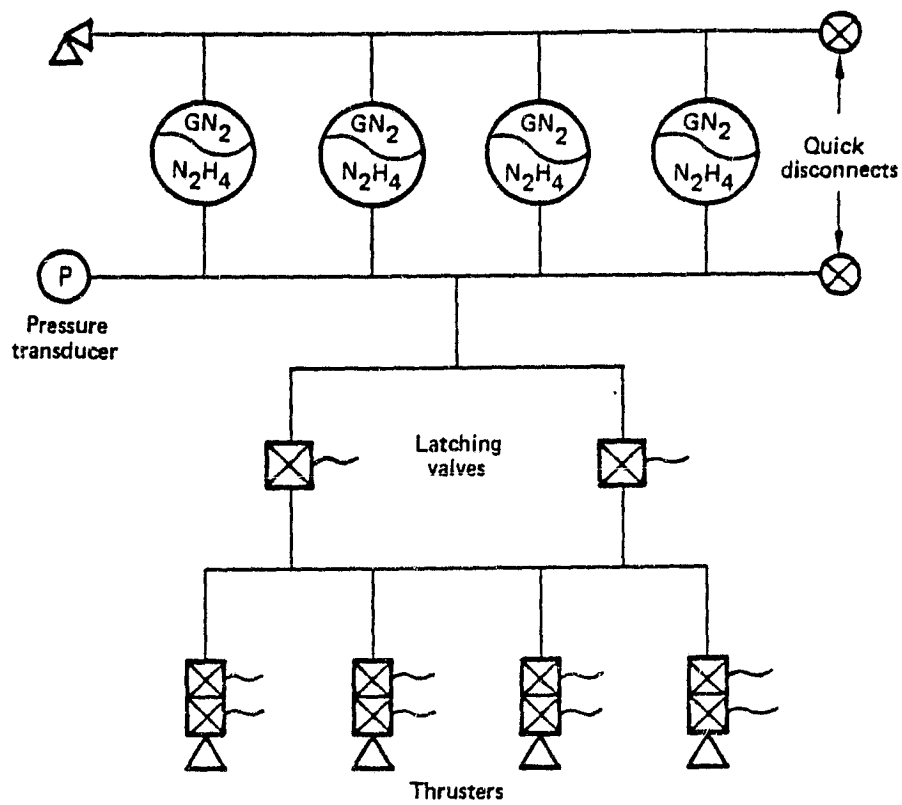 GN2 GN2 GN2 GN2
N2H4 N2H4 N2H4 N2H4
Quick
disconnects
P
Pressure
transducer
Latching
valves
Thrusters